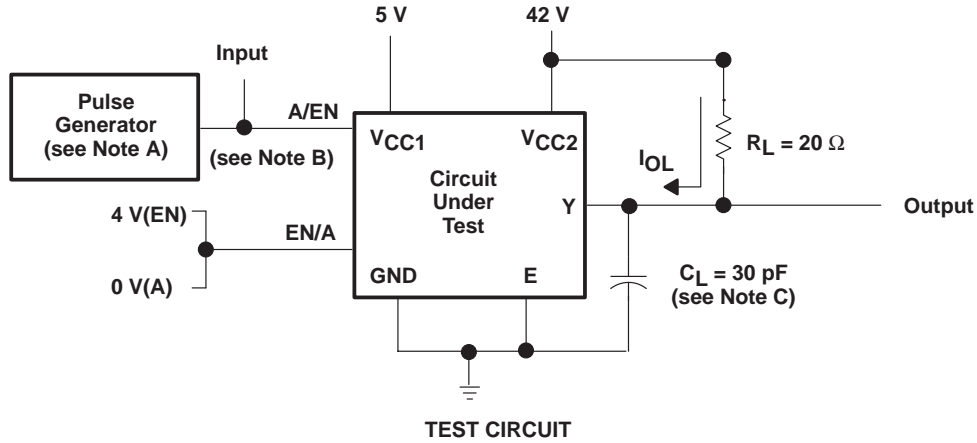 5 V
42 V
Input
Pulse
Generator
(see Note A)
A/EN
(see Note B)
VCC1
VCC2
Circuit
Under
Test
Y
IOL
RL = 20 Ω
Output
4 V(EN)
EN/A
0 V(A)
GND
E
CL = 30 pF
(see Note C)
TEST CIRCUIT